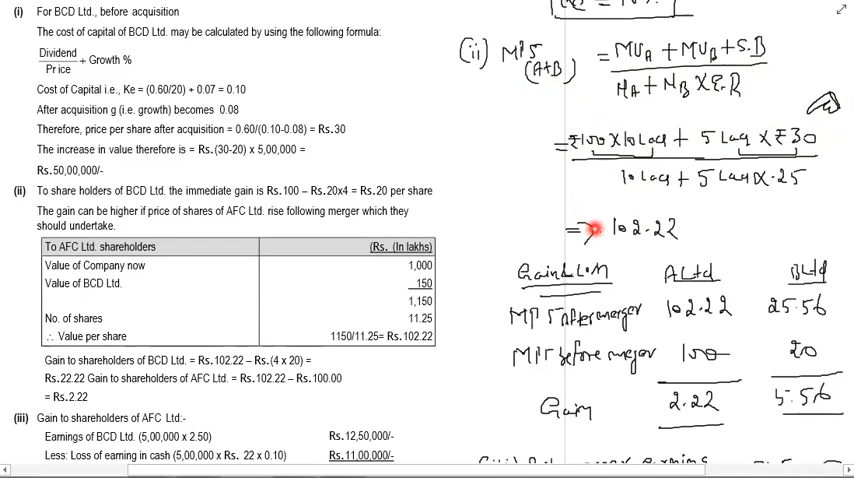 (i) For BCD Ltd., before acquisition
The cost of capital of BCD Ltd. may be calculated by using the following formula:
Dividend
Price
+ Growth %
Cost of Capital i.e., Ke = (0.60/20) + 0.07 = 0.10
After acquisition g (i.e. growth) becomes 0.08
Therefore, price per share after acquisition = 0.60/(0.10-0.08) = Rs.30
The increase in value therefore is = Rs.(30-20) x 5,00,000 =
Rs.50,00,000/-
(ii) To share holders of BCD Ltd. the immediate gain is Rs.100 – Rs.20x4 = Rs.20 per share
The gain can be higher if price of shares of AFC Ltd. rise following merger which they
should undertake.
To AFC Ltd. shareholders (Rs. (In lakhs)
Value of Company now 1,000
Value of BCD Ltd. 150
1,150
No. of shares 11.25
∴ Value per share 1150/11.25= Rs.102.22
Gain to shareholders of BCD Ltd. = Rs.102.22 – Rs.(4 x 20) =
Rs.22.22 Gain to shareholders of AFC Ltd. = Rs.102.22 – Rs.100.00
= Rs.2.22
(iii) Gain to shareholders of AFC Ltd:-
Earnings of BCD Ltd. (5,00,000 x 2.50) Rs.12,50,000/-
Less: Loss of earning in cash (5,00,000 x Rs. 22 x 0.10) Rs.11,00,000/-
(ii) MPS (A+B) = MVA + MVB + S.B
NA + NB x E.R
= ₹100 x 10 Lacs + 5 Lacs x ₹30
10 Lacs + 5 Lacs x .25
=> 102.22
Gain & Loss A Ltd B Ltd
MPS After merger 102.22 25.56
MPS before merger 100 20
Gain 2.22 5.56